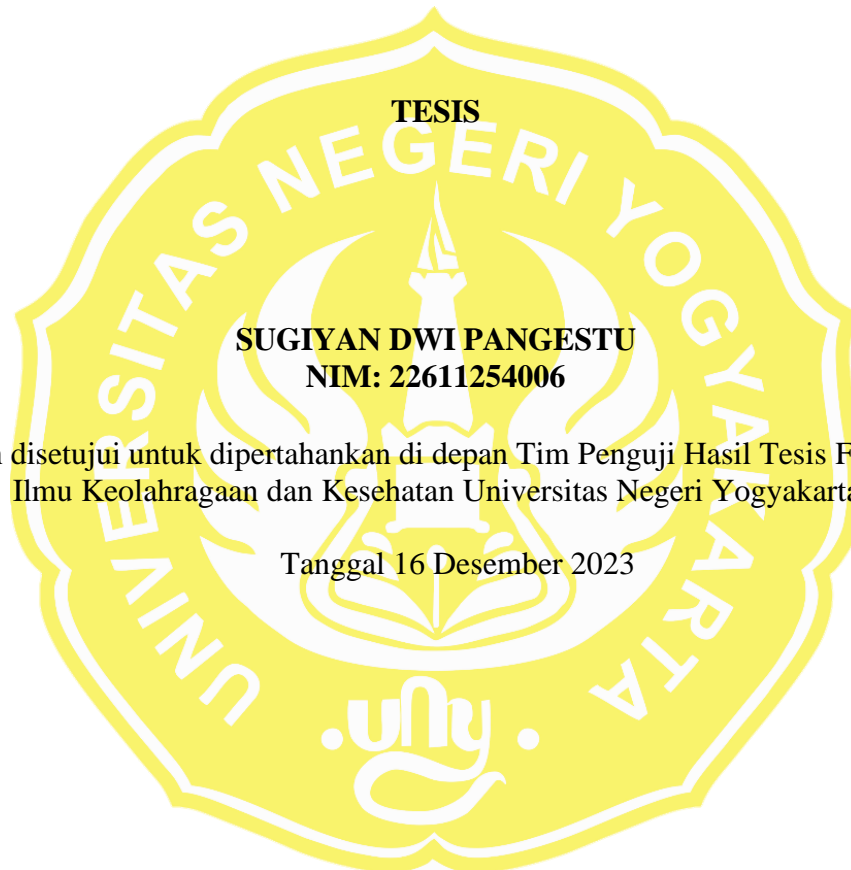 TESIS
UNIVERSITAS NEGERI YOGYAKARTA
SUGIYAN DWI PANGESTU
NIM: 22611254006
disetujui untuk dipertahankan di depan Tim Penguji Hasil Tesis
Ilmu Keolahragaan dan Kesehatan Universitas Negeri Yogyakarta
Tanggal 16 Desember 2023
uny